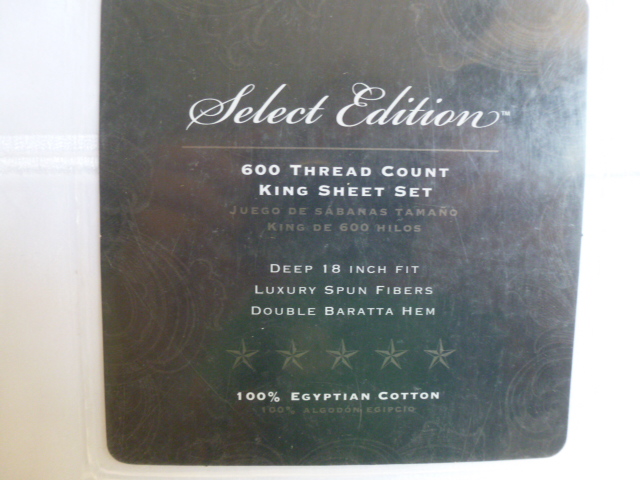 Select Edition™
600 THREAD COUNT
KING SHEET SET
JUEGO DE SÁBANAS TAMAÑO
KING DE 600 HILOS
DEEP 18 INCH FIT
LUXURY SPUN FIBERS
DOUBLE BARATTA HEM
100% EGYPTIAN COTTON
100% ALGODÓN EGIPCIO